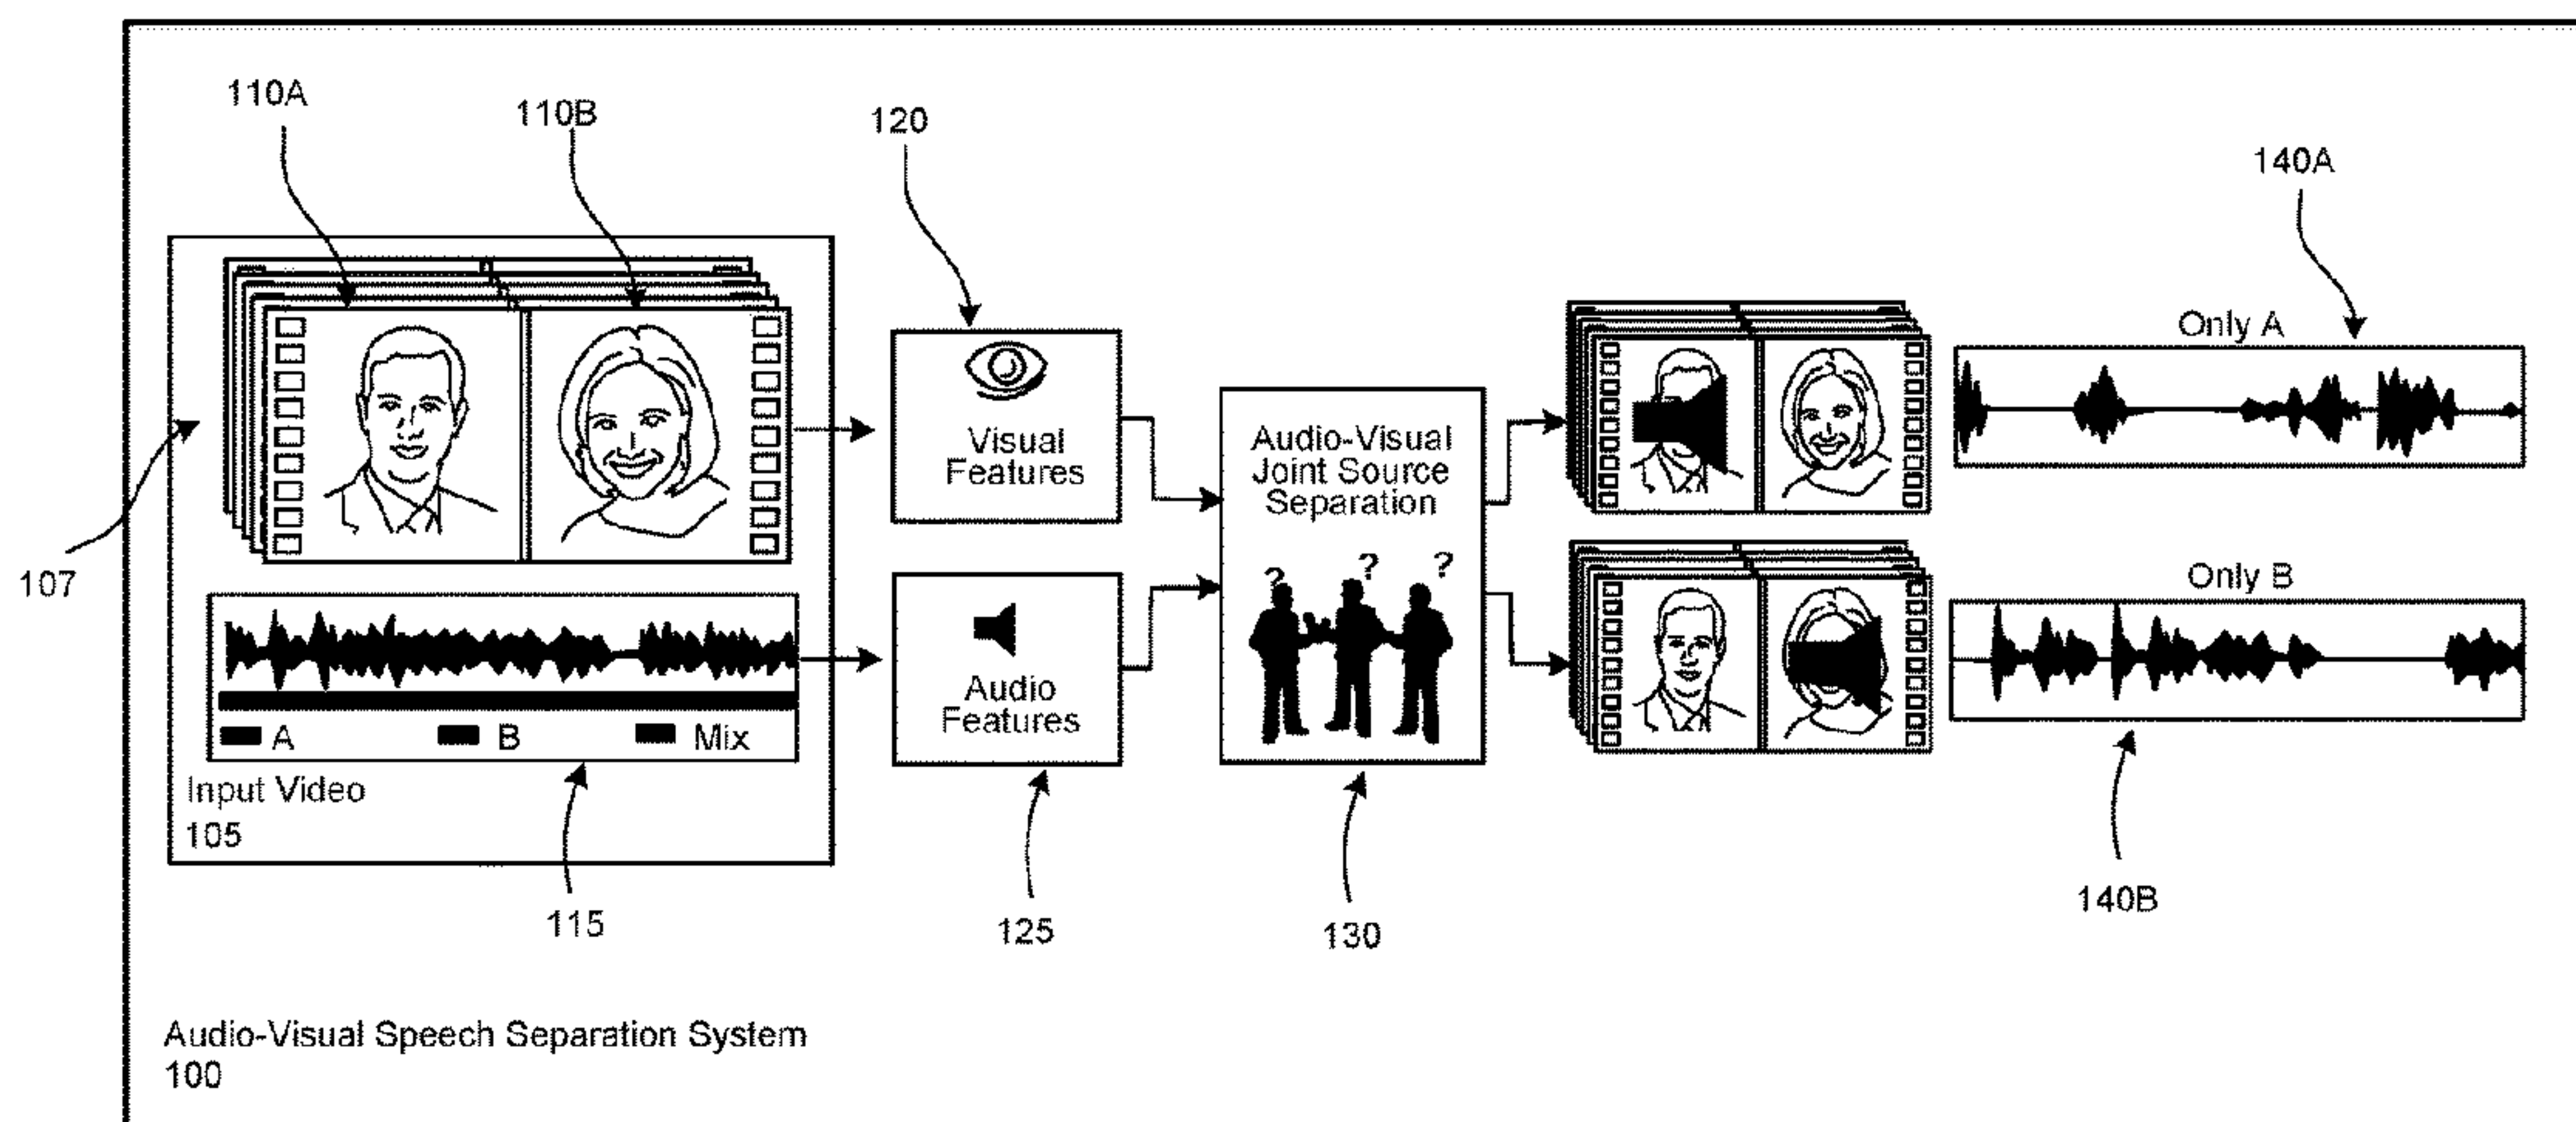 110A
110B
120
140A
Only A
Visual
Features
Audio-Visual
Joint Source
Separation
107
? ? ?
Only B
Audio
Features
A B Mix
Input Video
105
115
125
130
140B
Audio-Visual Speech Separation System
100